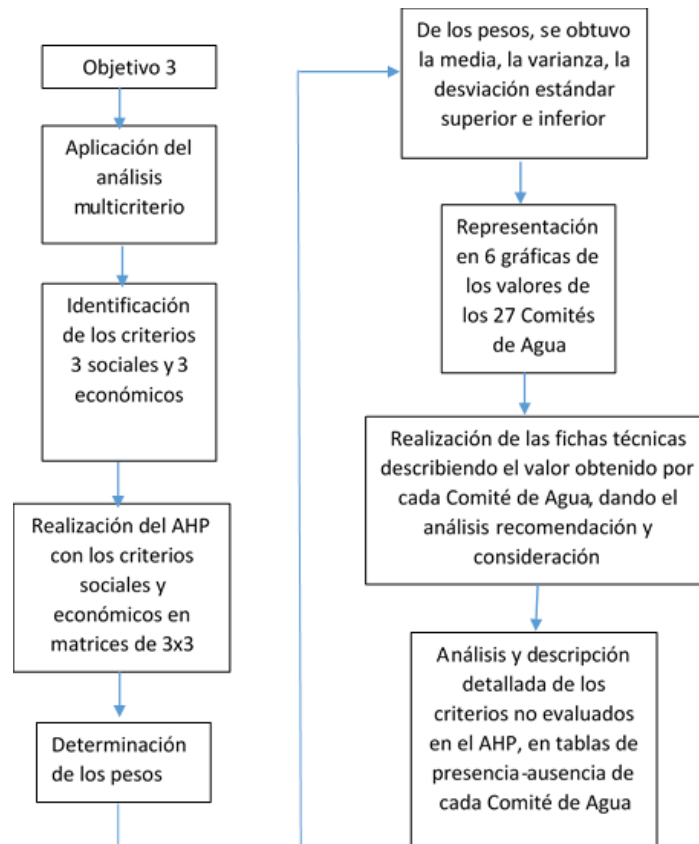 Objetivo 3
Aplicación del
análisis
multicriterio
Identificación
de los criterios
3 sociales y 3
económicos
Realización del AHP
con los criterios
sociales y
económicos en
matrices de 3x3
Determinación
de los pesos
De los pesos, se obtuvo
la media, la varianza, la
desviación estándar
superior e inferior
Representación
en 6 gráficas de
los valores de
los 27 Comités
de Agua
Realización de las fichas técnicas
describiendo el valor obtenido por
cada Comité de Agua, dando el
análisis recomendación y
consideración
Análisis y descripción
detallada de los
criterios no evaluados
en el AHP, en tablas de
presencia-ausencia de
cada Comité de Agua